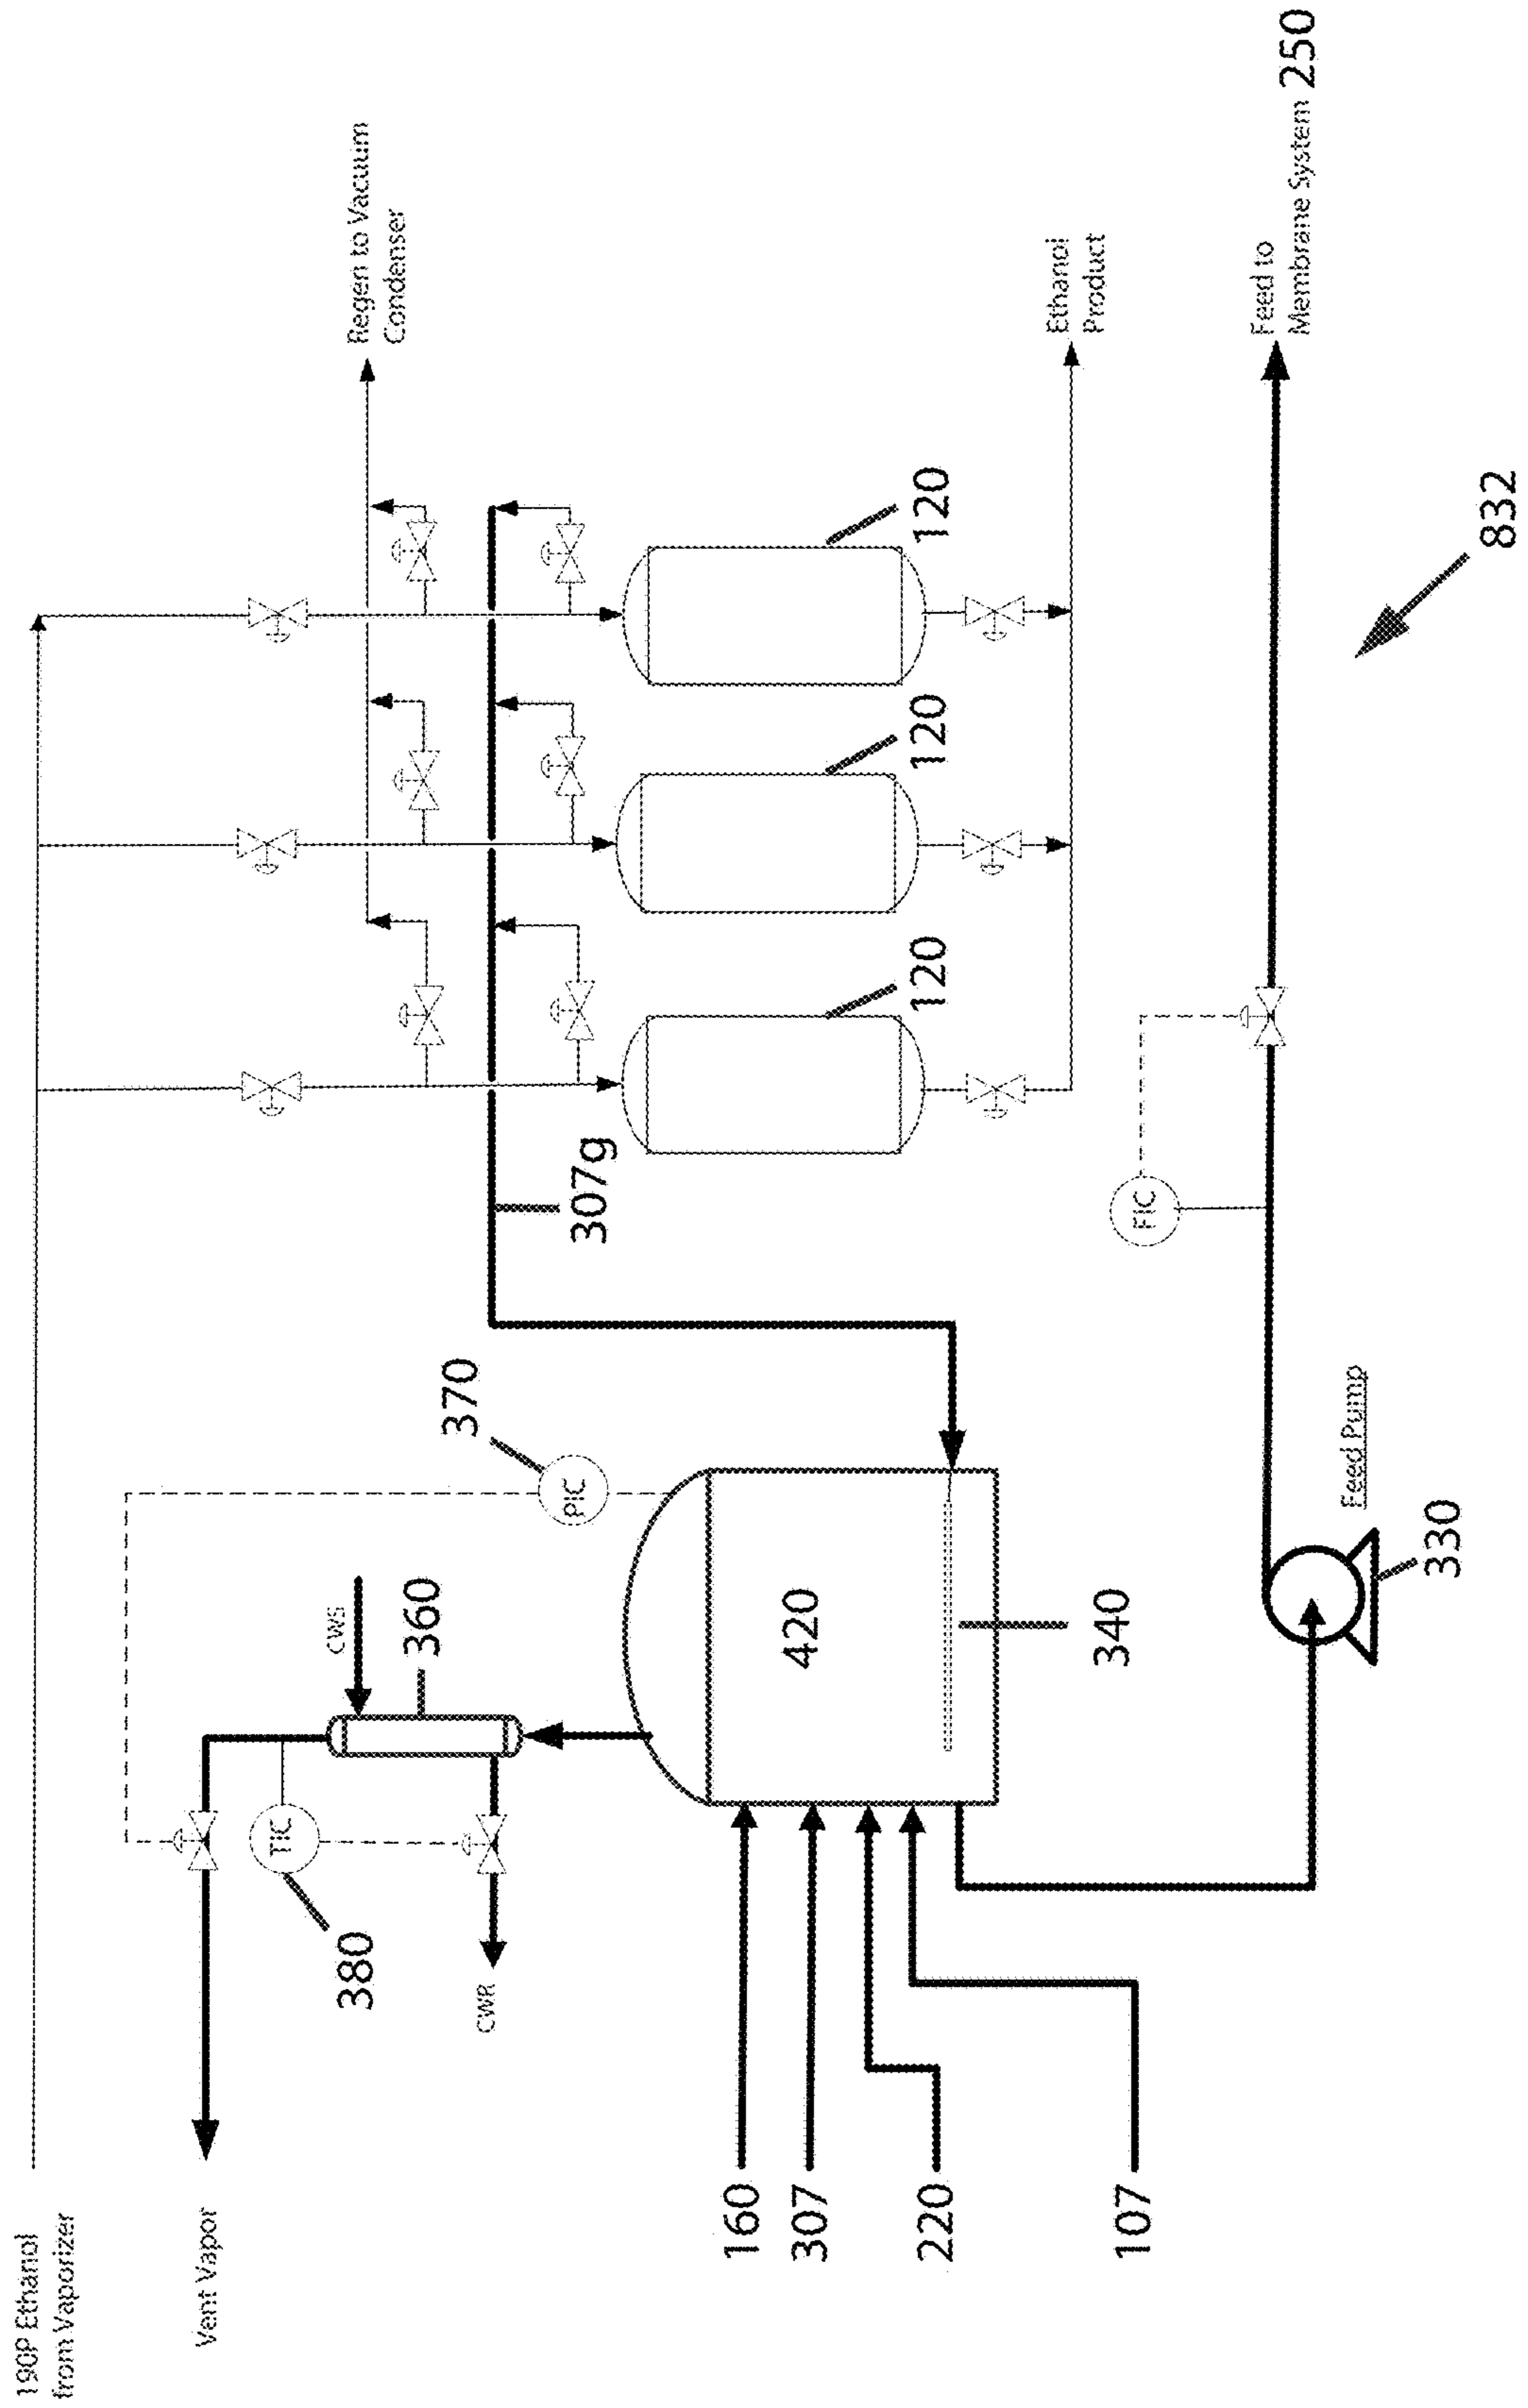 190P Ethanol
from Vaporizer
Vent Vapor
380
TIC
CWR
CWS
360
370
PIC
Regen to Vacuum
Condenser
307g
120
120
120
Ethanol
Product
160
307
220
107
420
340
Feed Pump
330
FIC
Feed to
Membrane System 250
832